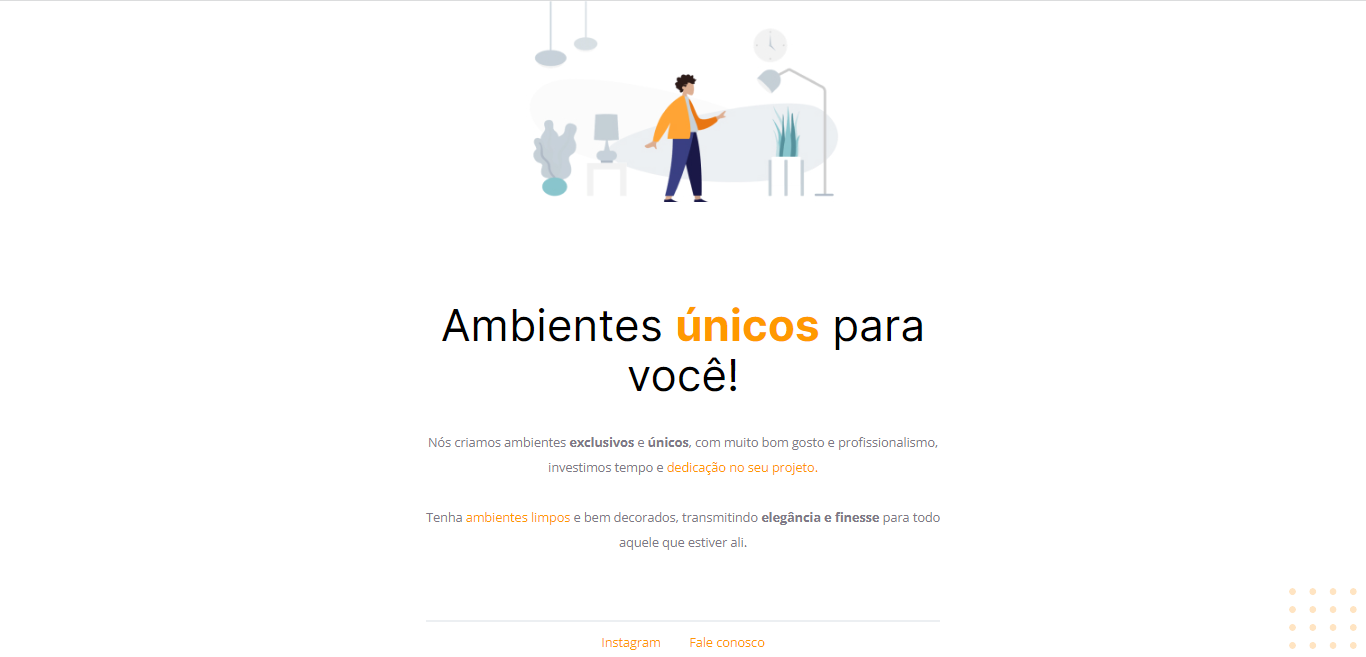 Ambientes únicos para
você!
Nós criamos ambientes exclusivos e únicos, com muito bom gosto e profissionalismo,
investimos tempo e dedicação no seu projeto.
Tenha ambientes limpos e bem decorados, transmitindo elegância e finesse para todo
aquele que estiver ali.
Instagram Fale conosco